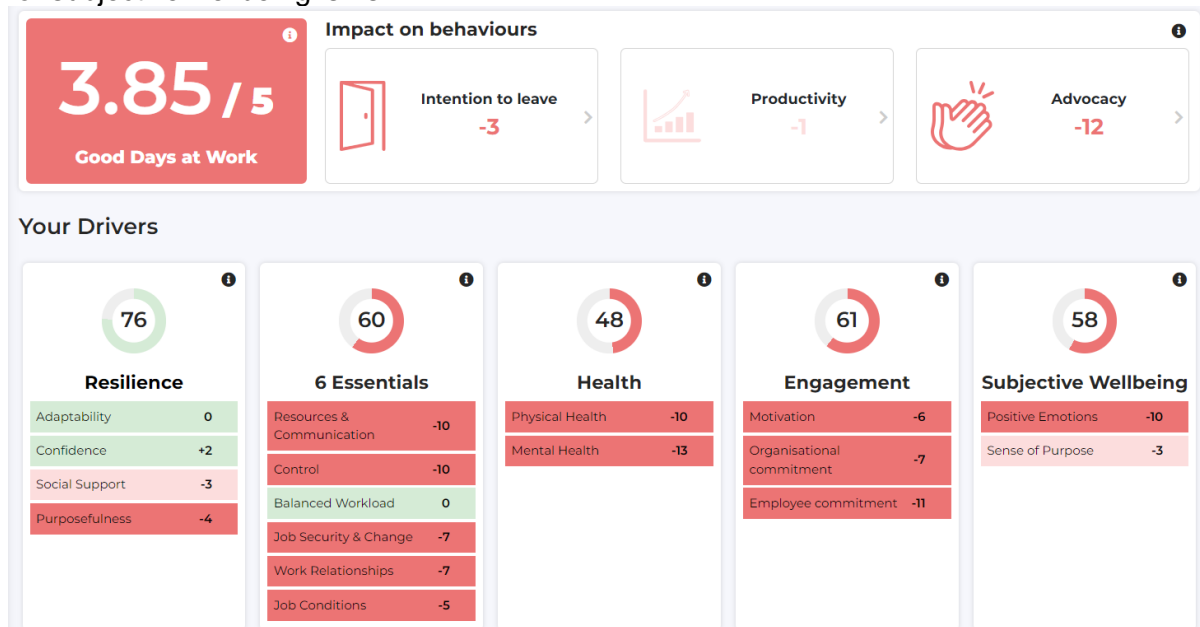 Impact on behaviours
3.85 / 5
Good Days at Work
Intention to leave
-3
Productivity
-1
Advocacy
-12
Your Drivers
76
Resilience
Adaptability 0
Confidence +2
Social Support -3
Purposefulness -4
60
6 Essentials
Resources &
Communication -10
Control -10
Balanced Workload 0
Job Security & Change -7
Work Relationships -7
Job Conditions -5
48
Health
Physical Health -10
Mental Health -13
61
Engagement
Motivation -6
Organisational
commitment -7
Employee commitment -11
58
Subjective Wellbeing
Positive Emotions -10
Sense of Purpose -3